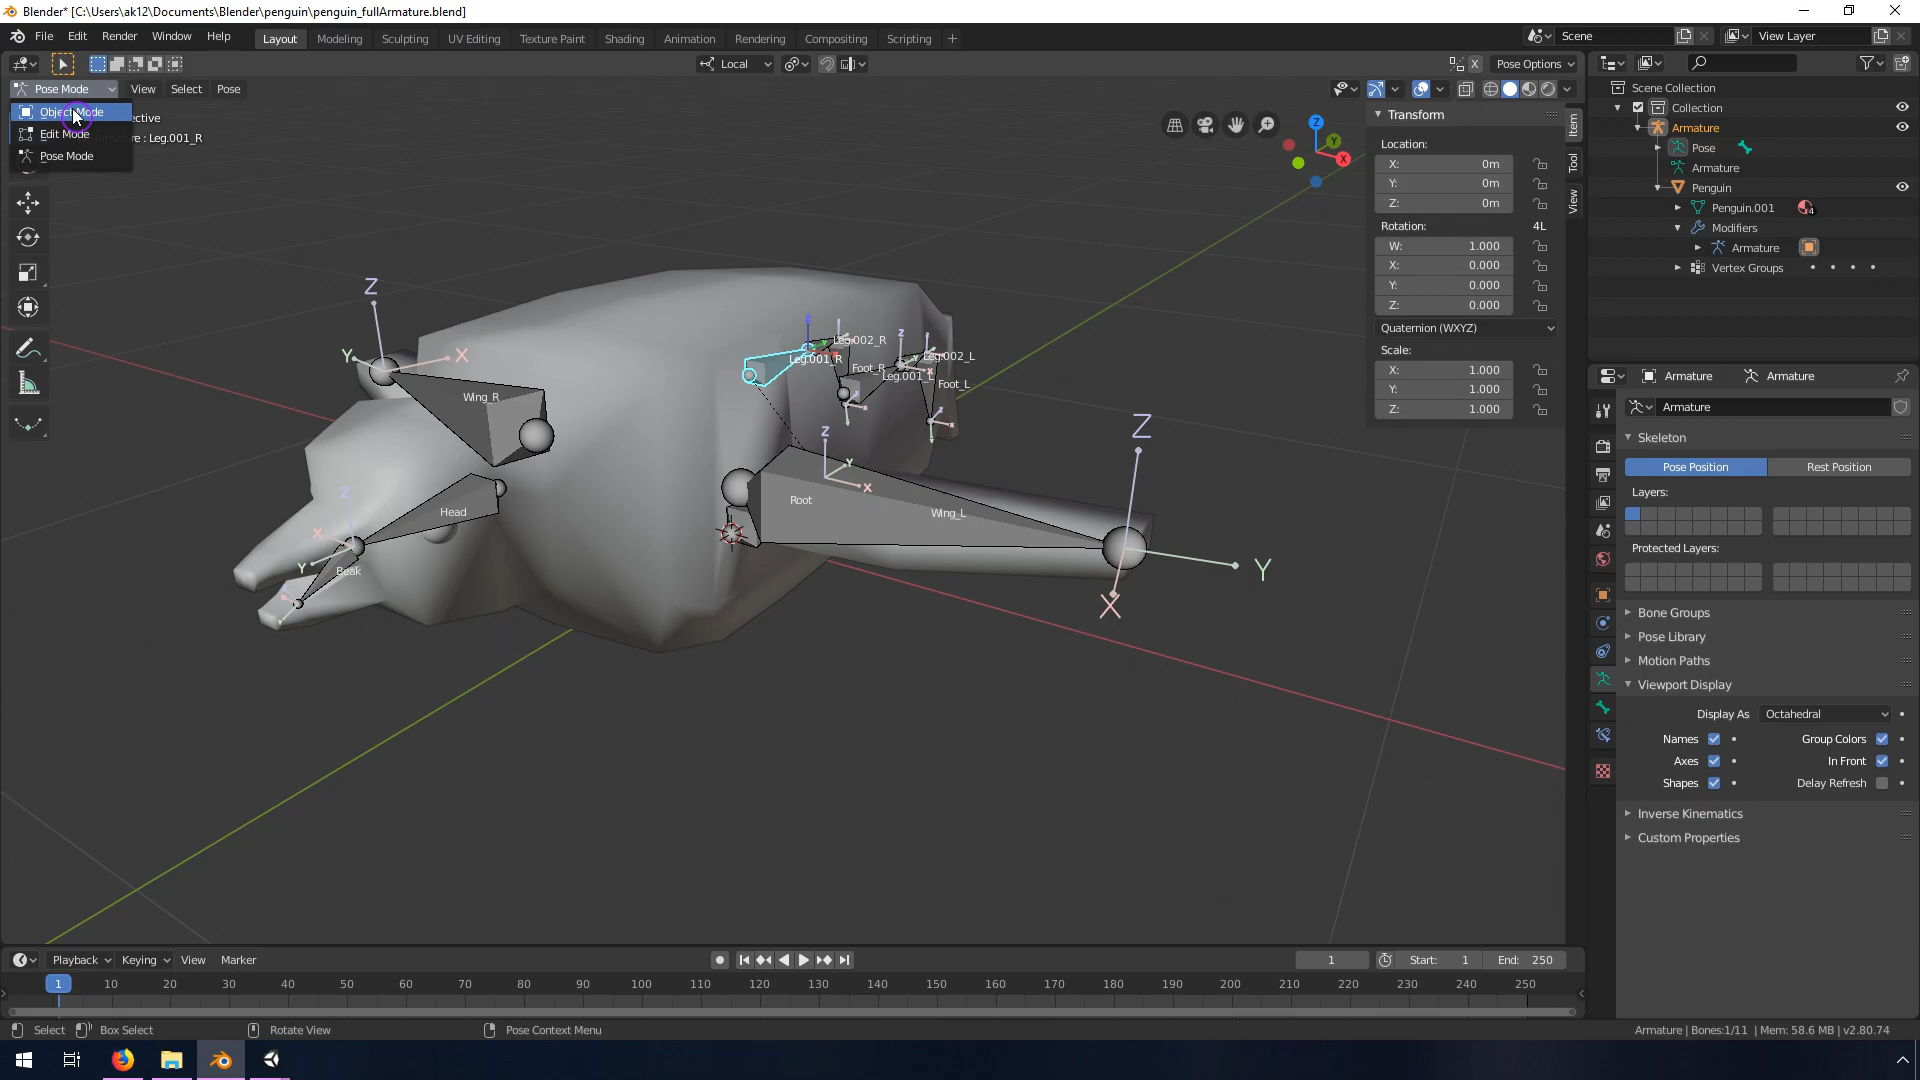 Blender* [C:\Users\ak12\Documents\Blender\penguin\penguin_fullArmature.blend]
File Edit Render Window Help Layout Modeling Sculpting UV Editing Texture Paint Shading Animation Rendering Compositing Scripting + Scene View Layer
Local Pose Options
Pose Mode View Select Pose
Object Mode
ective
Edit Mode
re : Leg.001_R
Pose Mode
Transform
Location:
X: 0m
Y: 0m
Z: 0m
Rotation: 4L
W: 1.000
X: 0.000
Y: 0.000
Z: 0.000
Quaternion (WXYZ)
Scale:
X: 1.000
Y: 1.000
Z: 1.000
Item
Tool
View
Z
Y
X
Z
Y X
Wing_R
Leg.002_R
Leg.001_R
Leg.002_L
Foot_R
Leg.001_L
Foot_L
Z
Y
X
Z
Y
X
Head
Root
Wing_L
Z
X
Y
Beak
Scene Collection
Collection
Armature
Pose
Armature
Penguin
Penguin.001 4
Modifiers
Armature
Vertex Groups
Armature Armature
Armature
Skeleton
Pose Position Rest Position
Layers:
Protected Layers:
Bone Groups
Pose Library
Motion Paths
Viewport Display
Display As Octahedral
Names Group Colors
Axes In Front
Shapes Delay Refresh
Inverse Kinematics
Custom Properties
Playback Keying View Marker 1 Start: 1 End: 250
1 10 20 30 40 50 60 70 80 90 100 110 120 130 140 150 160 170 180 190 200 210 220 230 240 250
Select Box Select Rotate View Pose Context Menu Armature | Bones:1/11 | Mem: 58.6 MB | v2.80.74